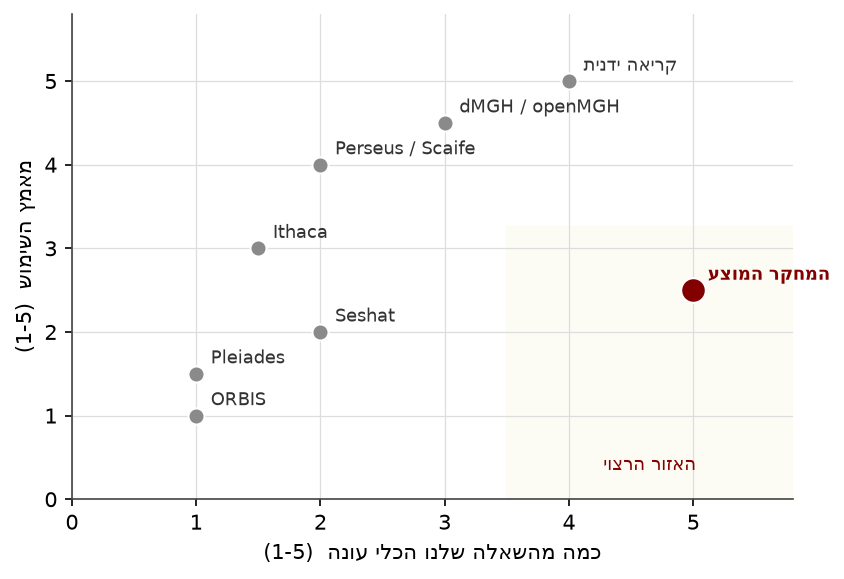 קריאה ידנית
dMGH / openMGH
Perseus / Scaife
Ithaca
המחקר המוצע
Seshat
Pleiades
ORBIS
האזור הרצוי
5
4
3
2
1
0
מאמץ השימוש (1-5)
0 1 2 3 4 5
כמה מהשאלה שלנו הכלי עונה (1-5)